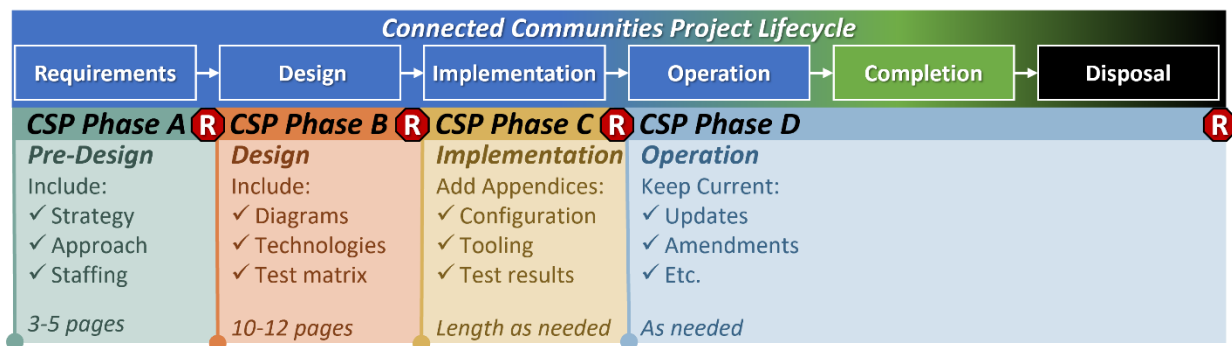 Connected Communities Project Lifecycle
Requirements
Design
Implementation
Operation
Completion
Disposal
CSP Phase A
R
Pre-Design
Include:
✓ Strategy
✓ Approach
✓ Staffing
3-5 pages
CSP Phase B
R
Design
Include:
✓ Diagrams
✓ Technologies
✓ Test matrix
10-12 pages
CSP Phase C
R
Implementation
Add Appendices:
✓ Configuration
✓ Tooling
✓ Test results
Length as needed
CSP Phase D
R
Operation
Keep Current:
✓ Updates
✓ Amendments
✓ Etc.
As needed